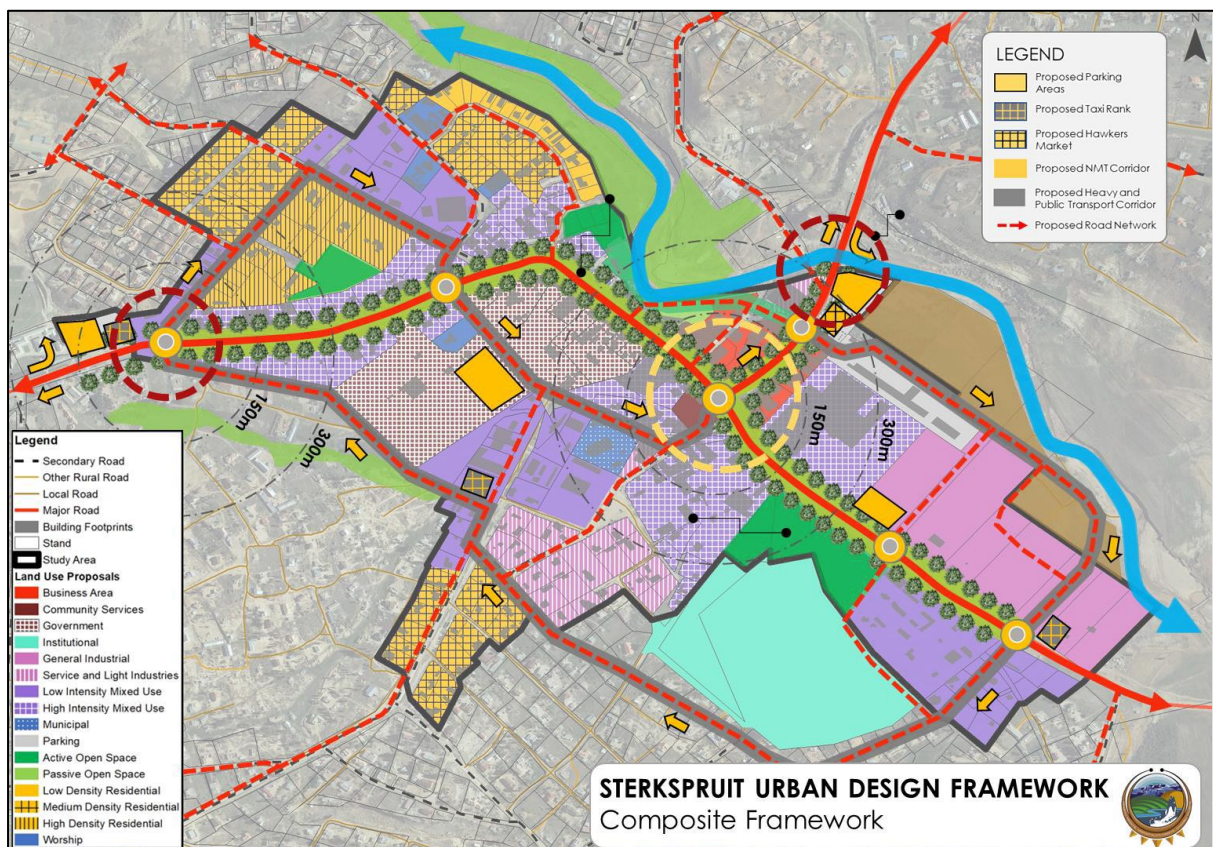 N
LEGEND
Proposed Parking
Areas
Proposed Taxi Rank
Proposed Hawkers
Market
Proposed NMT Corridor
Proposed Heavy and
Public Transport Corridor
Proposed Road Network
150m
300m
150m
300m
Legend
Secondary Road
Other Rural Road
Local Road
Major Road
Building Footprints
Stand
Study Area
Land Use Proposals
Business Area
Community Services
Government
Institutional
General Industrial
Service and Light Industries
Low Intensity Mixed Use
High Intensity Mixed Use
Municipal
Parking
Active Open Space
Passive Open Space
Low Density Residential
Medium Density Residential
High Density Residential
Worship
STERKSPRUIT URBAN DESIGN FRAMEWORK
Composite Framework